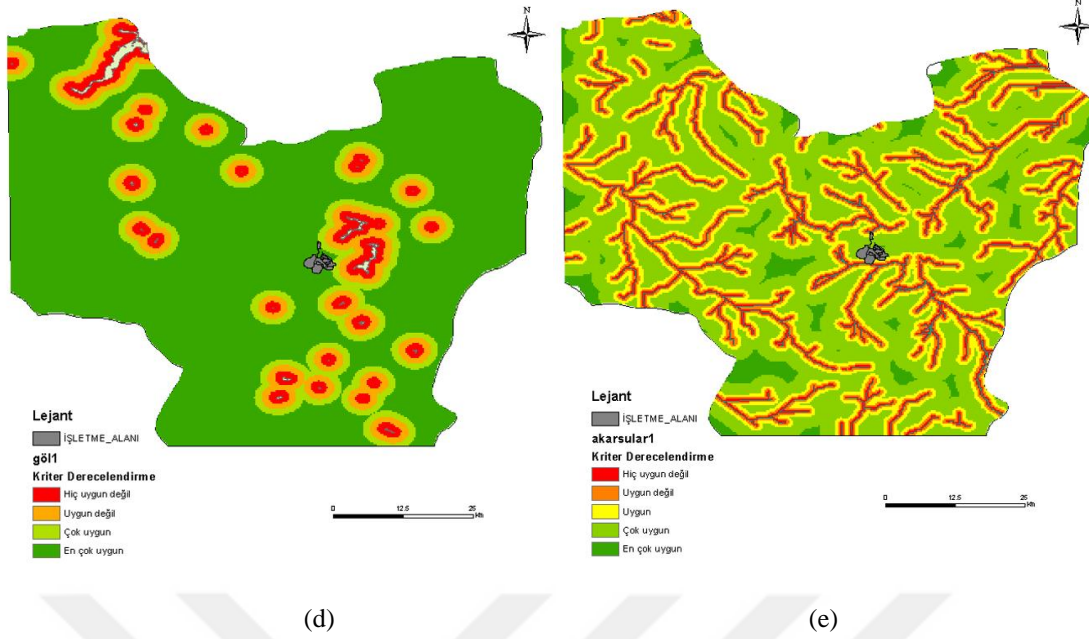 N
Lejant
İŞLETME_ALANI
göl1
Kriter Derecelendirme
Hiç uygun değil
Uygun değil
Çok uygun
En çok uygun
0 12.5 25
Km
(d)
N
Lejant
İŞLETME_ALANI
akarsular1
Kriter Derecelendirme
Hiç uygun değil
Uygun değil
Uygun
Çok uygun
En çok uygun
0 12.5 25
Km
(e)